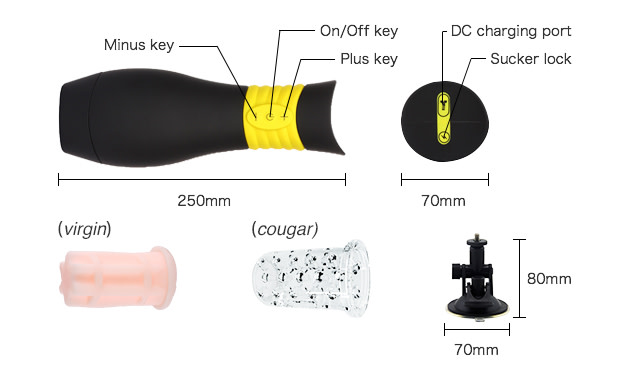 On/Off key
DC charging port
Minus key
Plus key
Sucker lock
250mm
70mm
(virgin)
(cougar)
80mm
70mm